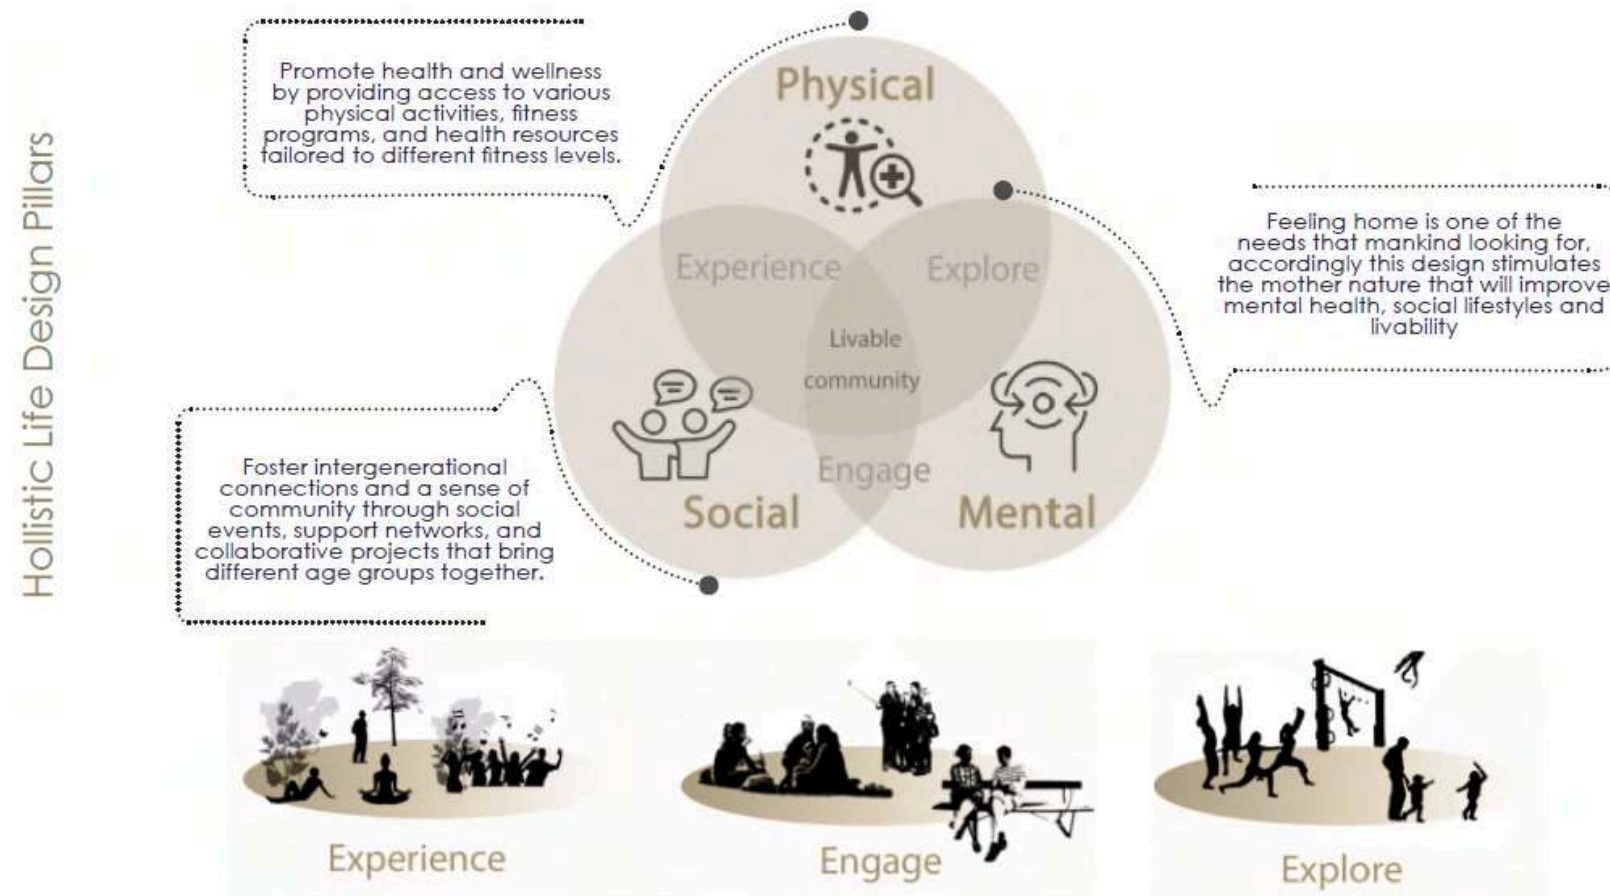 Hollistic Life Design Pillars
Promote health and wellness
by providing access to various
physical activities, fitness
programs, and health resources
tailored to different fitness levels.
Physical
Experience
Explore
Livable
community
Engage
Social
Mental
Feeling home is one of the
needs that mankind looking for,
accordingly this design stimulates
the mother nature that will improve
mental health, social lifestyles and
livability
Foster intergenerational
connections and a sense of
community through social
events, support networks, and
collaborative projects that bring
different age groups together.
Experience
Engage
Explore